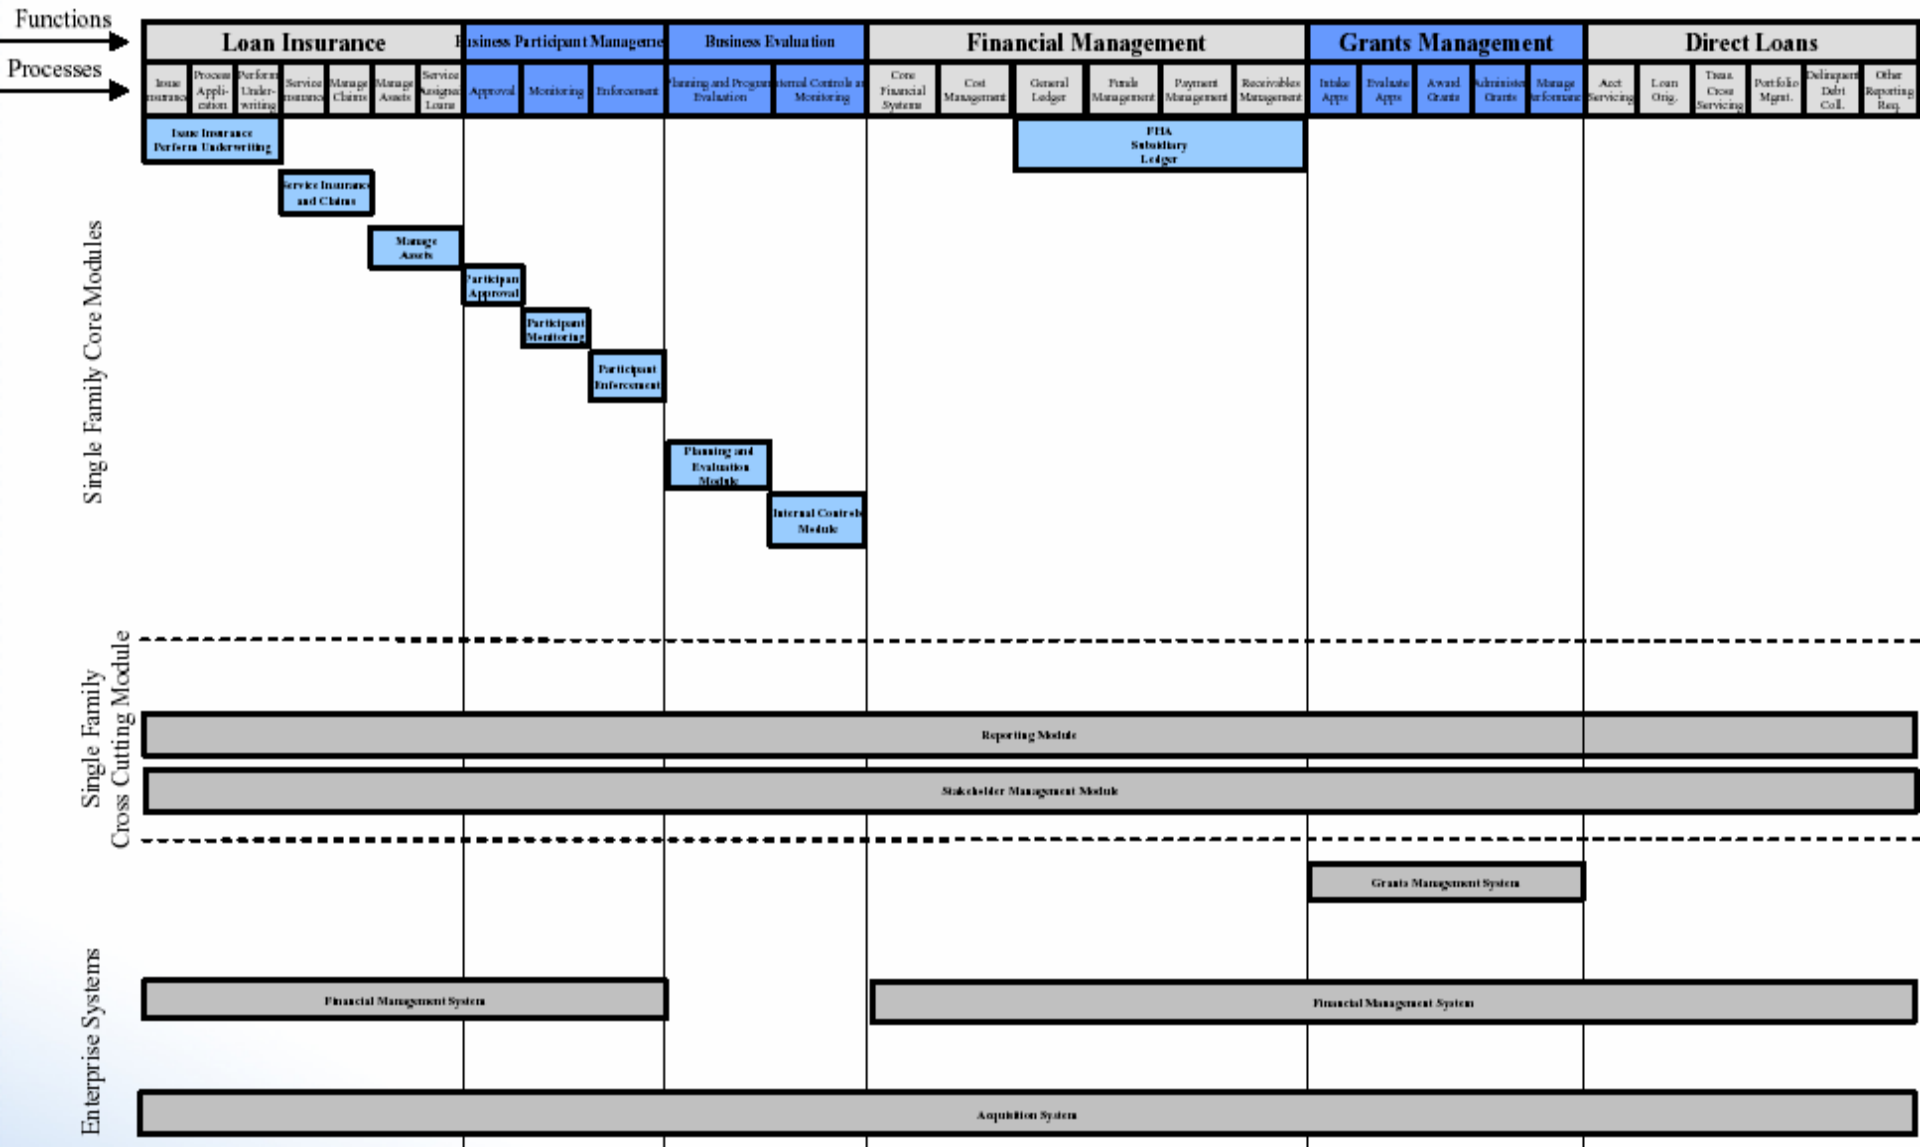 Functions
Loan Insurance
Business Participant Manageme
Business Evaluation
Financial Management
Grants Management
Direct Loans
Processes
Issue
nsuranc
Process
Appli-
cation
Perform
Under-
writing
Service
nsurance
Manage
Claims
Manage
Assets
Service
Assigned
Loans
Approval
Monitoring
Enforcement
Planning and Program
Evaluation
nternal Controls an
Monitoring
Core
Financial
Systems
Cost
Management
General
Ledger
Funds
Management
Payment
Management
Receivables
Management
Intake
Apps
Evaluate
Apps
Award
Grants
Administer
Grants
Manage
erformanc
Acct
Servicing
Loan
Orig.
Treas.
Cross
Servicing
Portfolio
Mgmt.
Delinquent
Debt
Coll.
Other
Reporting
Req.
Issue Insurance
Perform Underwriting
FHA
Subsidiary
Ledger
Service Insurance
and Claims
Manage
Assets
Participan
Approval
Participant
Monitoring
Participant
Enforcement
Planning and
Evaluation
Module
Internal Controls
Module
Single Family Core Modules
Single Family
Cross Cutting Module
Reporting Module
Stakeholder Management Module
Enterprise Systems
Grants Management System
Financial Management System
Financial Management System
Acquisition System